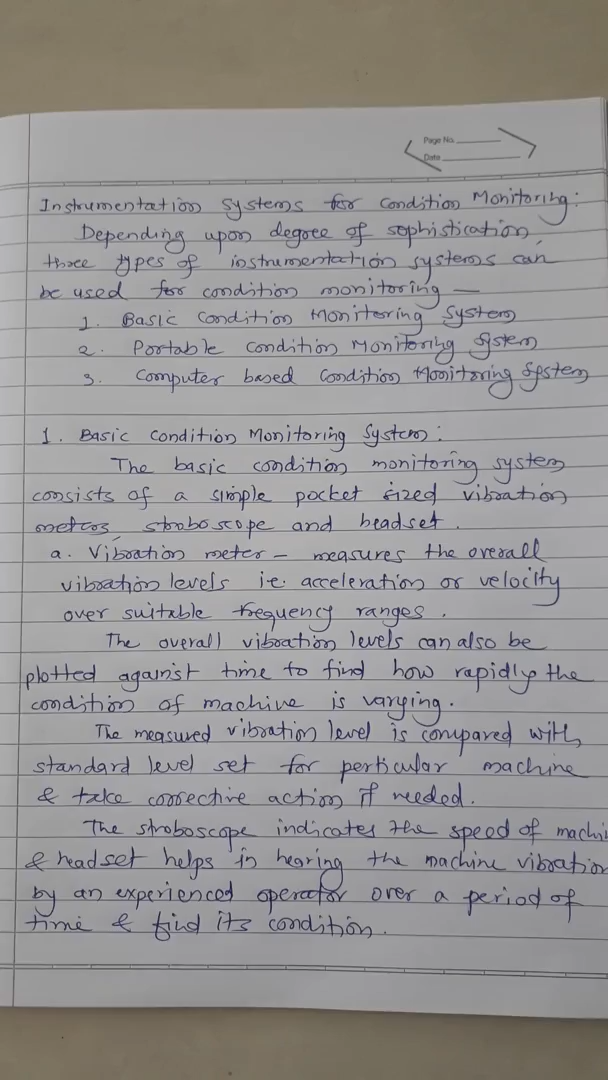 Page No.
Date
Instrumentation Systems for Condition Monitoring:
Depending upon degree of sophistication,
three types of instrumentation systems can
be used for condition monitoring —
1. Basic Condition Monitoring System
2. Portable Condition Monitoring System
3. Computer based Condition Monitoring System
1. Basic Condition Monitoring System:
The basic condition monitoring system
consists of a simple pocket sized vibration
meters, stroboscope and headset.
a. Vibration meter – measures the overall
vibration levels i.e. acceleration or velocity
over suitable frequency ranges.
The overall vibration levels can also be
plotted against time to find how rapidly the
condition of machine is varying.
The measured vibration level is compared with
standard level set for perticular machine
& take corrective action if needed.
The stroboscope indicates the speed of machi
& headset helps in hearing the machine vibration
by an experienced operator over a period of
time & find its condition.